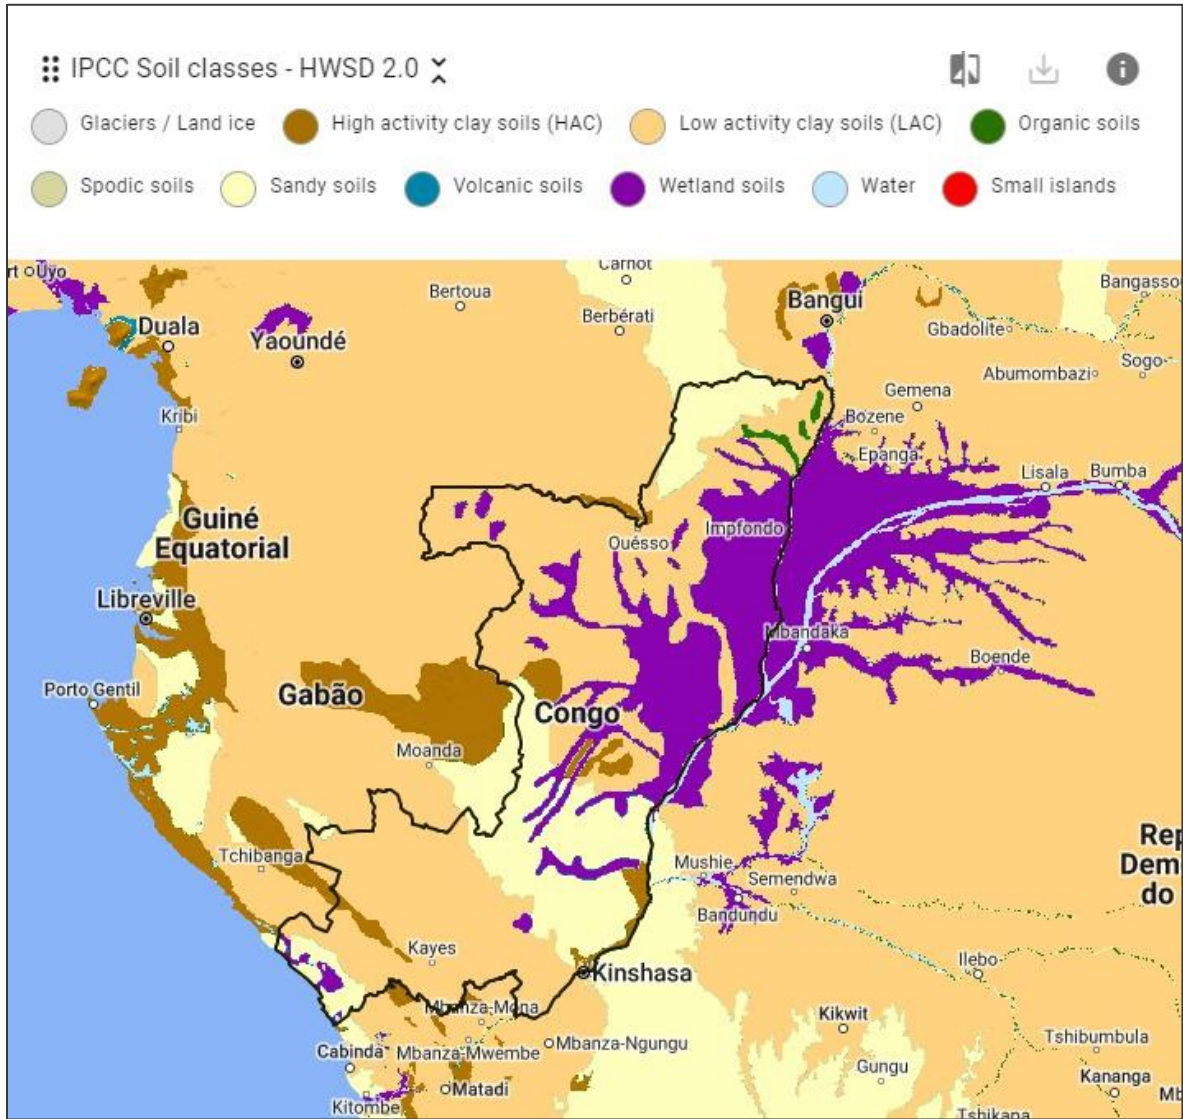 IPCC Soil classes - HWSD 2.0
Glaciers / Land ice
High activity clay soils (HAC)
Low activity clay soils (LAC)
Organic soils
Spodic soils
Sandy soils
Volcanic soils
Wetland soils
Water
Small islands
Carnot
rt Uyo
Bangasso
Bertoua
Bangui
Berbérati
Duala
Gbadolite
Yaoundé
Sogo
Abumombazi
Gemena
Kribi
Bozene
Epanga
Lisala Bumba
Guiné
Equatorial
Impfondo
Ouésso
Libreville
Mbandaka
Boende
Porto Gentil
Gabão
Congo
Moanda
Rep
Dem
do
Tchibanga
Mushie
Semendwa
Bandundu
Kayes
Kinshasa
Ilebo
Mbanza-Mona
Kikwit
Tshibumbula
Cabinda Mbanza-Mwembe
Mbanza-Ngungu
Gungu
Kananga
Matadi
Mb
Kitombe
Tshikapa